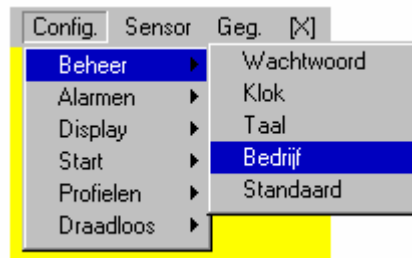 Config. Sensor Geg. [X]
Beheer
Alarmen
Display
Start
Profielen
Draadloos
Wachtwoord
Klok
Taal
Bedrijf
Standaard